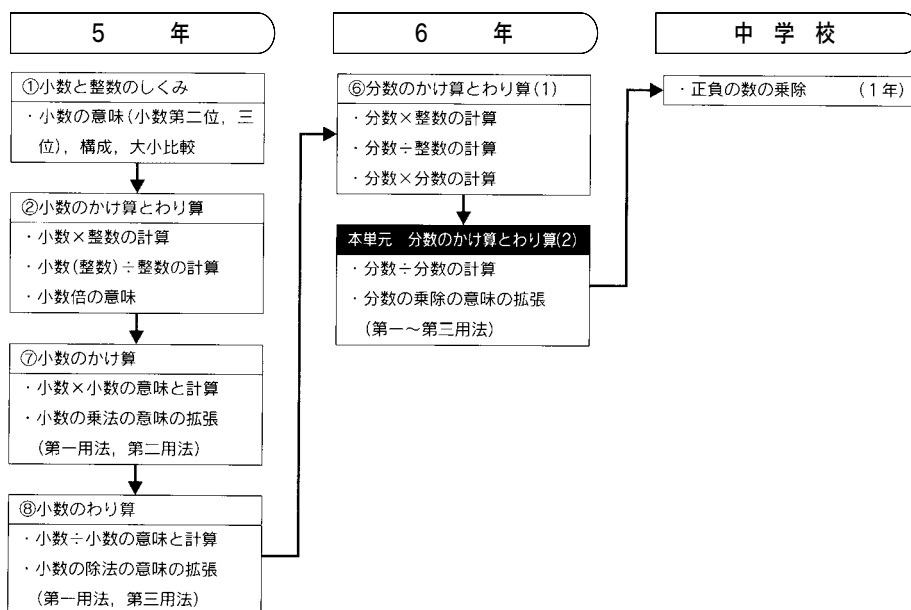 5 年
①小数と整数のしくみ
・小数の意味(小数第二位，三
位)，構成，大小比較
②小数のかけ算とわり算
・小数×整数の計算
・小数(整数)÷整数の計算
・小数倍の意味
⑦小数のかけ算
・小数×小数の意味と計算
・小数の乗法の意味の拡張
(第一用法，第二用法)
⑧小数のわり算
・小数÷小数の意味と計算
・小数の除法の意味の拡張
(第一用法，第三用法)
6 年
⑥分数のかけ算とわり算(1)
・分数×整数の計算
・分数÷整数の計算
・分数×分数の計算
本単元 分数のかけ算とわり算(2)
・分数÷分数の計算
・分数の乗除の意味の拡張
(第一～第三用法)
中 学 校
・正負の数の乗除 (1年)